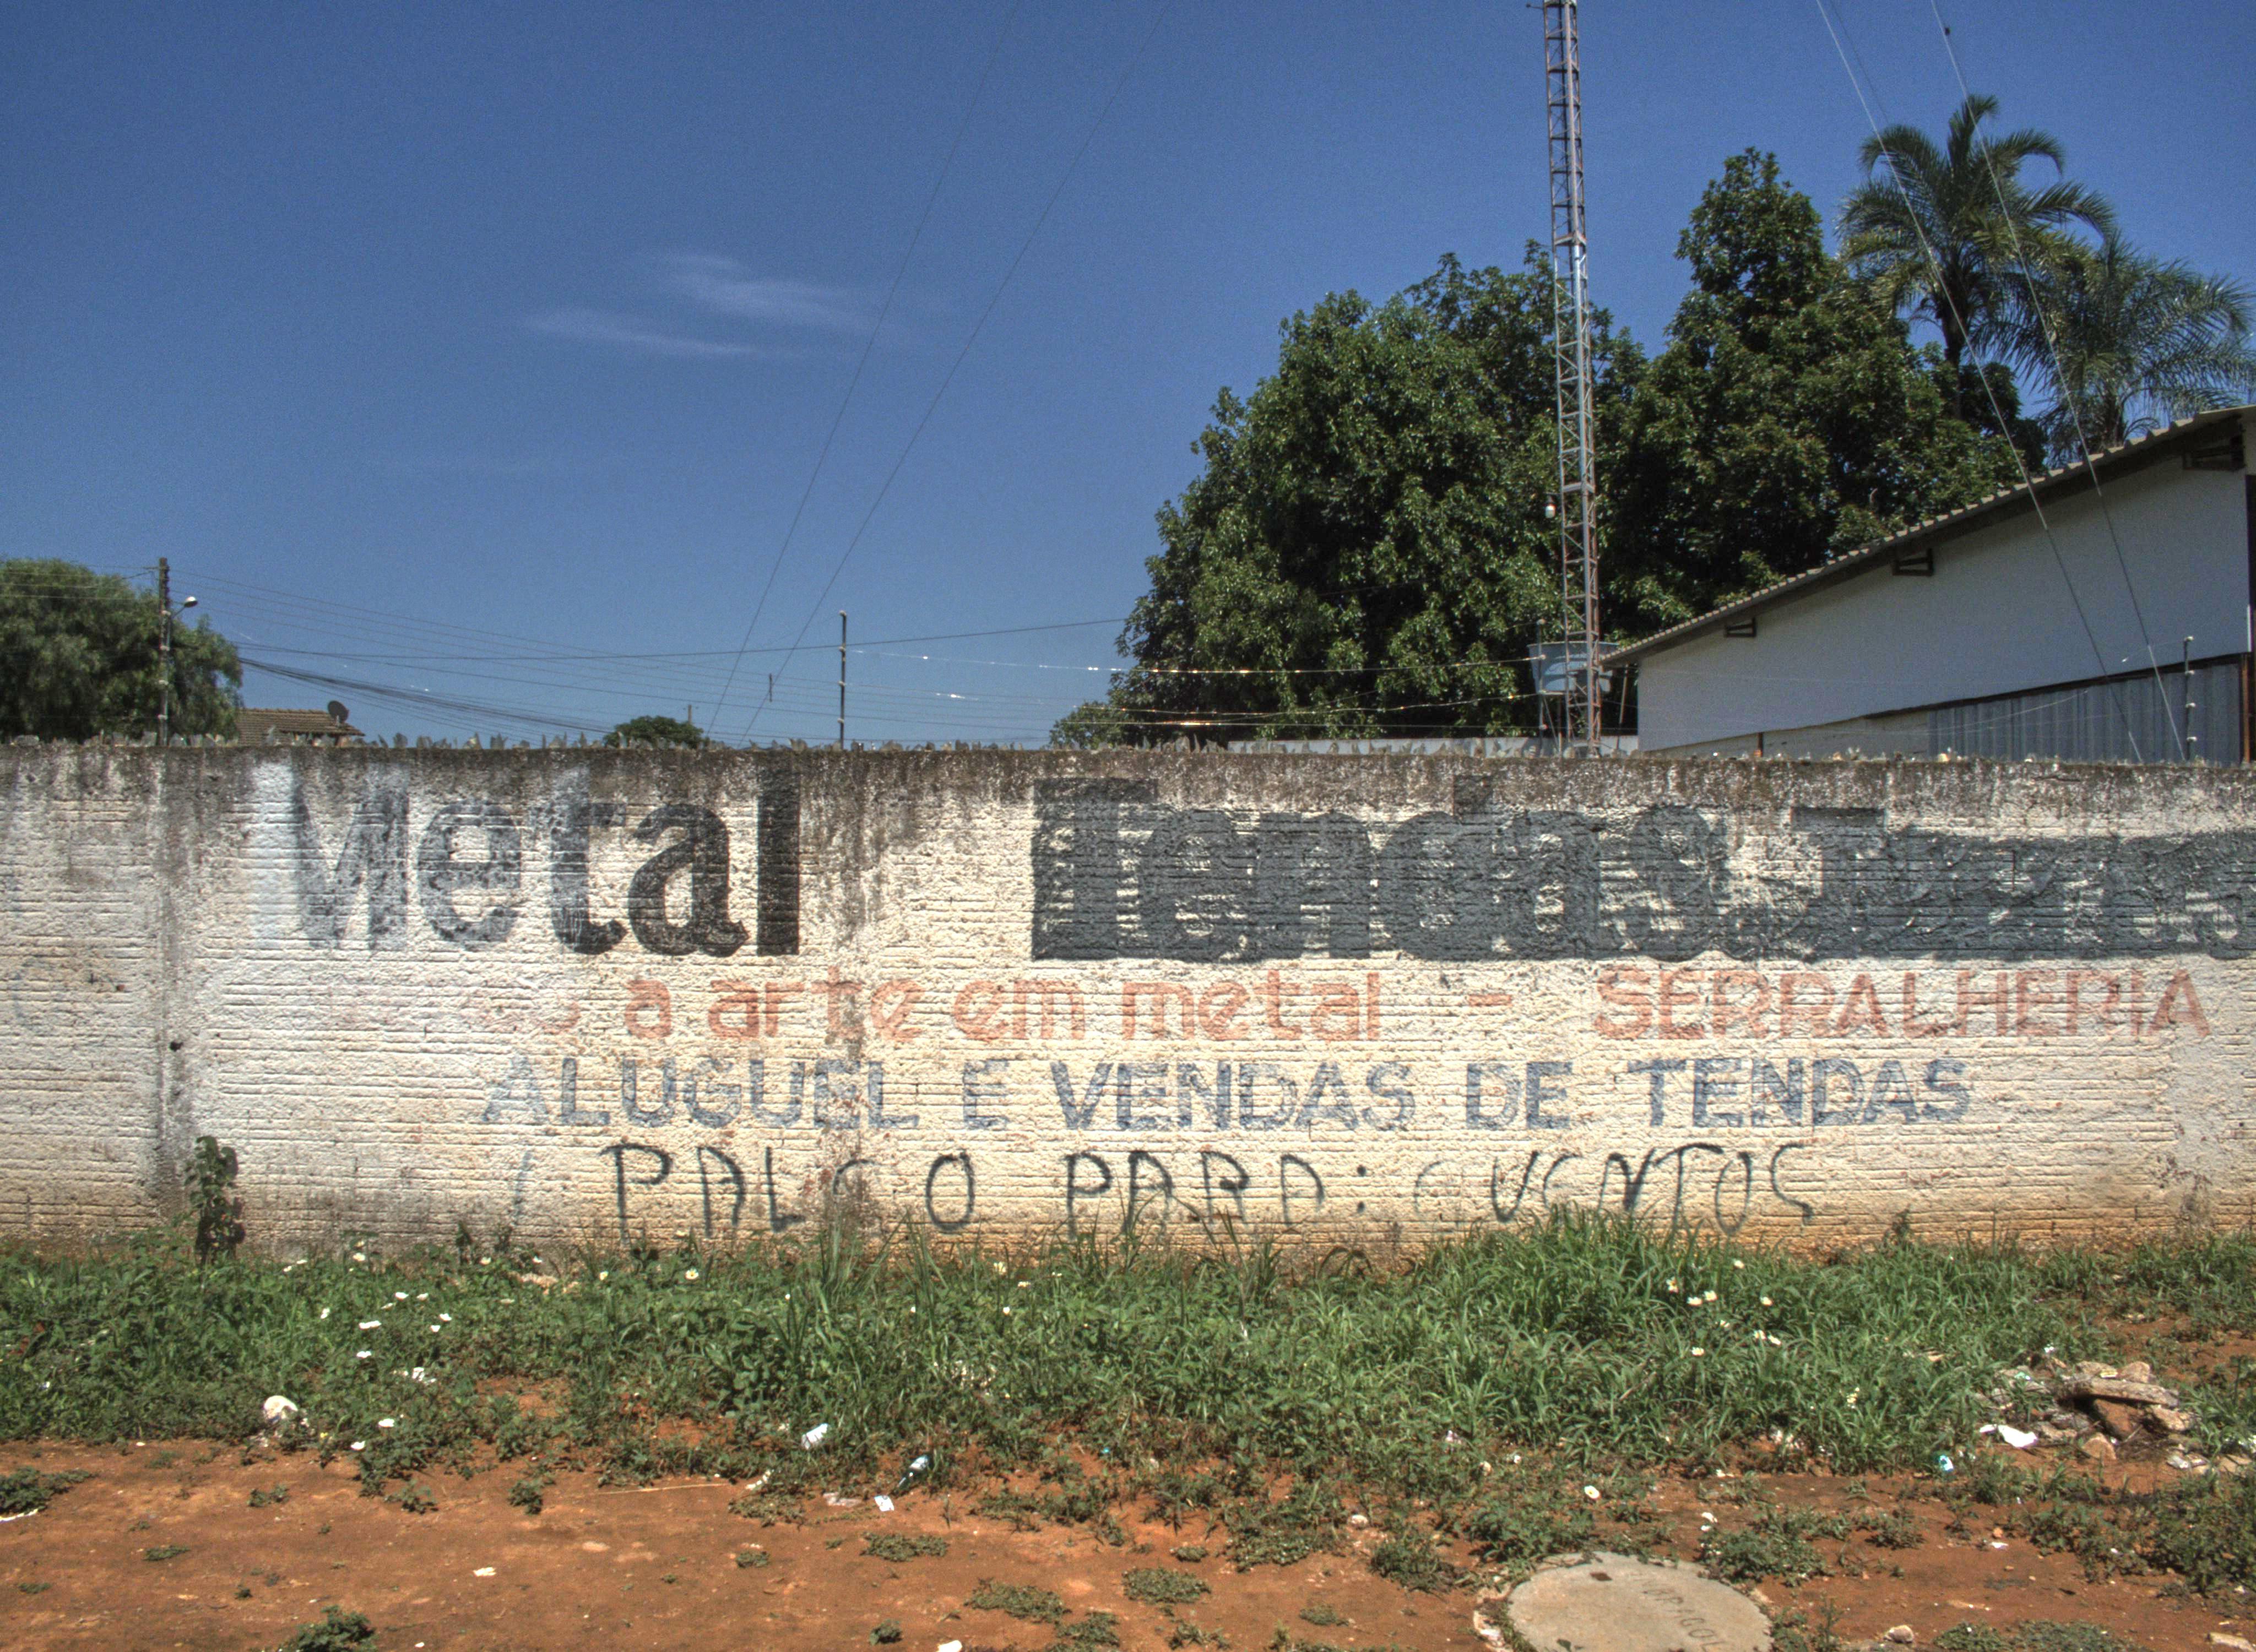 Metal Tendas
a arte em metal - SERRALHERIA
ALUGUEL E VENDAS DE TENDAS
PALCO PARA: EVENTOS